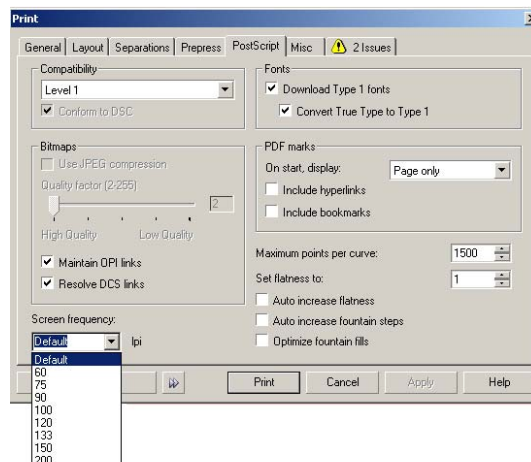 Print
General Layout Separations Prepress PostScript Misc 2 Issues
Compatibility
Level 1
Conform to DSC
Fonts
Download Type 1 fonts
Convert True Type to Type 1
Bitmaps
Use JPEG compression
Quality factor (2-255)
2
High Quality Low Quality
Maintain OPI links
Resolve DCS links
PDF marks
On start, display: Page only
Include hyperlinks
Include bookmarks
Maximum points per curve: 1500
Set flatness to: 1
Auto increase flatness
Auto increase fountain steps
Optimize fountain fills
Screen frequency:
Default lpi
Default
60
75
90
100
120
133
150
200
Print Cancel Apply Help